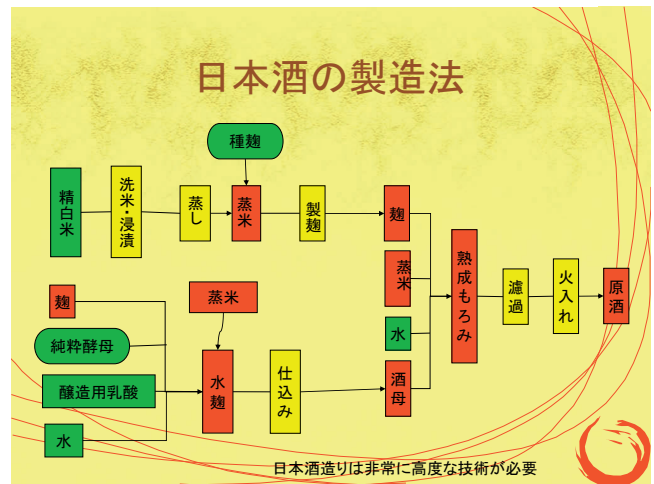 日本酒の製造法
種麹
精白米
洗米・浸漬
蒸し
蒸米
製麹
麹
蒸米
水
酒母
熟成もろみ
濾過
火入れ
原酒
麹
純粋酵母
醸造用乳酸
水
蒸米
水麹
仕込み
日本酒造りは非常に高度な技術が必要